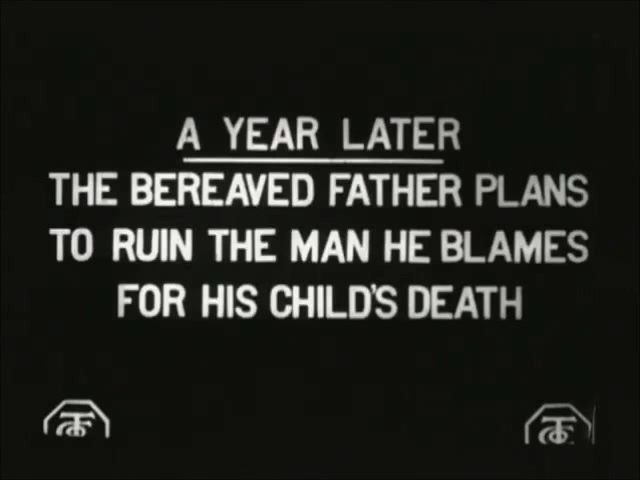 A YEAR LATER
THE BEREAVED FATHER PLANS
TO RUIN THE MAN HE BLAMES
FOR HIS CHILD'S DEATH